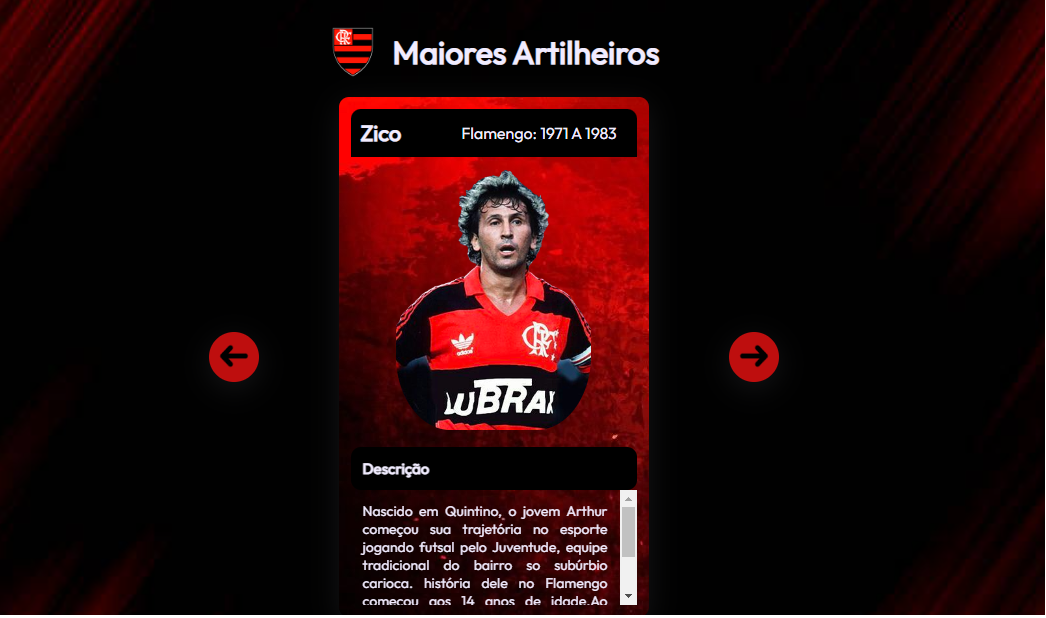 Maiores Artilheiros
Zico
Flamengo: 1971 A 1983
adidas
LUBRAX
Descrição
Nascido em Quintino, o jovem Arthur
começou sua trajetória no esporte
jogando futsal pelo Juventude, equipe
tradicional do bairro so subúrbio
carioca. história dele no Flamengo
começou aos 14 anos de idade.Ao